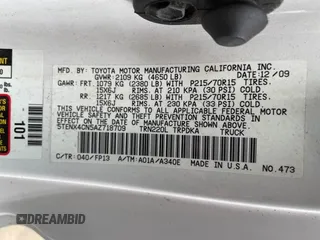 BY: TOYOTA MOTOR MANUFACTURING CALIFORNIA INC.
GVWR: 2109 KG (4650 LB) DATE: 12/09
GAWR: FRT. 1079 KG (2380 LB) P215/70R15 TIRES
15X6J RIMS, AT 210 KPA (30 PSI) COLD.
RR. 1217 KG (2685 LB) P215/70R15 TIRES
15X6J RIMS, AT 230 KPA (33 PSI) COLD.
THIS VEHICLE CONFORMS TO ALL APPLICABLE FEDERAL MOTOR
VEHICLE SAFETY AND THEFT PREVENTION STANDARDS IN
EFFECT ON THE DATE OF MANUFACTURE SHOWN ABOVE.
5TENX4CN5AZ718709 TRN220L TRPDKA TRUCK
C/TR: 040/FP13 A/TM: A01A/A340E MADE IN U.S.A. NO.473
101
DREAMBID